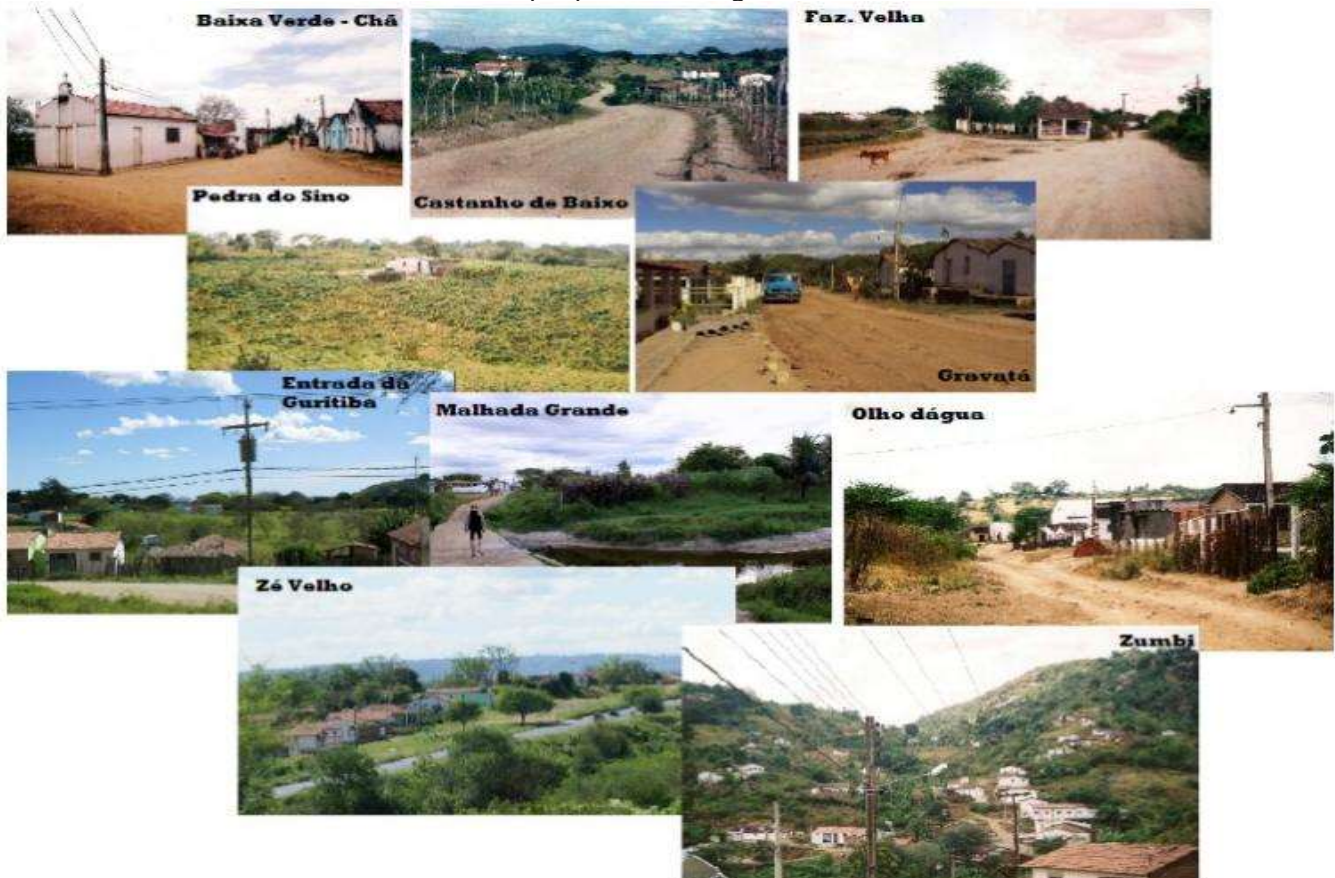 Baixa Verde - Chã
Faz. Velha
Pedra do Sino
Castanho de Baixo
Gravatá
Entrada da
Guritiba
Malhada Grande
Olho dágua
Zé Velho
Zumbi